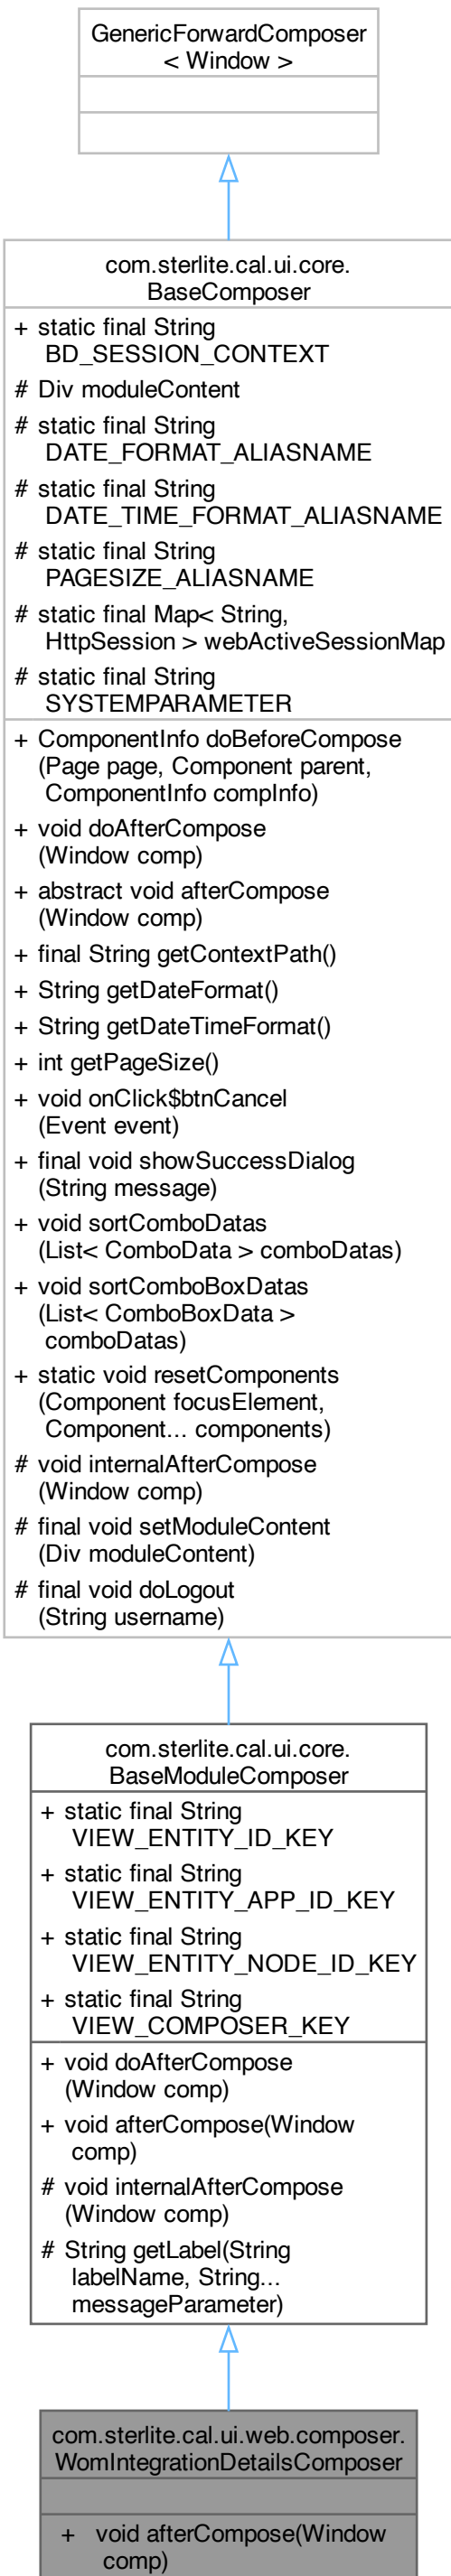 GenericForwardComposer
< Window >
com.sterlite.cal.ui.core.
BaseComposer
+ static final String
BD_SESSION_CONTEXT
# Div moduleContent
# static final String
DATE_FORMAT_ALIASNAME
# static final String
DATE_TIME_FORMAT_ALIASNAME
# static final String
PAGESIZE_ALIASNAME
# static final Map< String,
HttpSession > webActiveSessionMap
# static final String
SYSTEMPARAMETER
+ ComponentInfo doBeforeCompose
(Page page, Component parent,
ComponentInfo compInfo)
+ void doAfterCompose
(Window comp)
+ abstract void afterCompose
(Window comp)
+ final String getContextPath()
+ String getDateFormat()
+ String getDateTimeFormat()
+ int getPageSize()
+ void onClick$btnCancel
(Event event)
+ final void showSuccessDialog
(String message)
+ void sortComboDatas
(List< ComboData > comboDatas)
+ void sortComboBoxDatas
(List< ComboBoxData >
comboDatas)
+ static void resetComponents
(Component focusElement,
Component... components)
# void internalAfterCompose
(Window comp)
# final void setModuleContent
(Div moduleContent)
# final void doLogout
(String username)
com.sterlite.cal.ui.core.
BaseModuleComposer
+ static final String
VIEW_ENTITY_ID_KEY
+ static final String
VIEW_ENTITY_APP_ID_KEY
+ static final String
VIEW_ENTITY_NODE_ID_KEY
+ static final String
VIEW_COMPOSER_KEY
+ void doAfterCompose
(Window comp)
+ void afterCompose(Window
comp)
# void internalAfterCompose
(Window comp)
# String getLabel(String
labelName, String...
messageParameter)
com.sterlite.cal.ui.web.composer.
WomIntegrationDetailsComposer
+ void afterCompose(Window
comp)